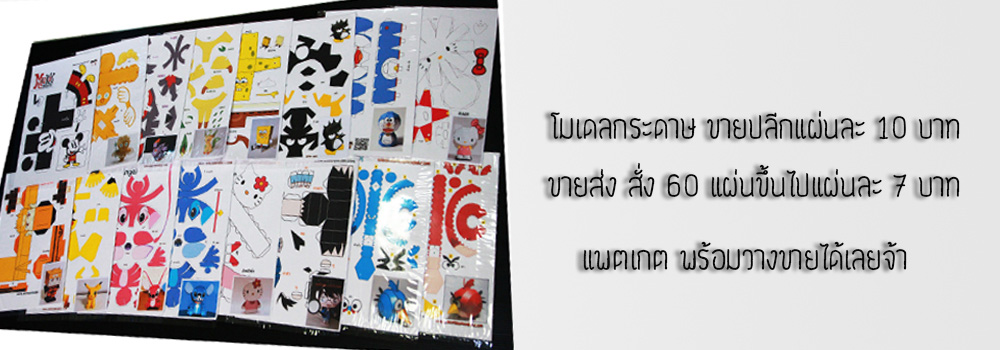 โมเดลกระดาษ ขายปลีกแผ่นละ 10 บาท
ขายส่ง สั่ง 60 แผ่นขึ้นไปแผ่นละ 7 บาท
แพตเกต พร้อมวางขายได้เลยจ้า